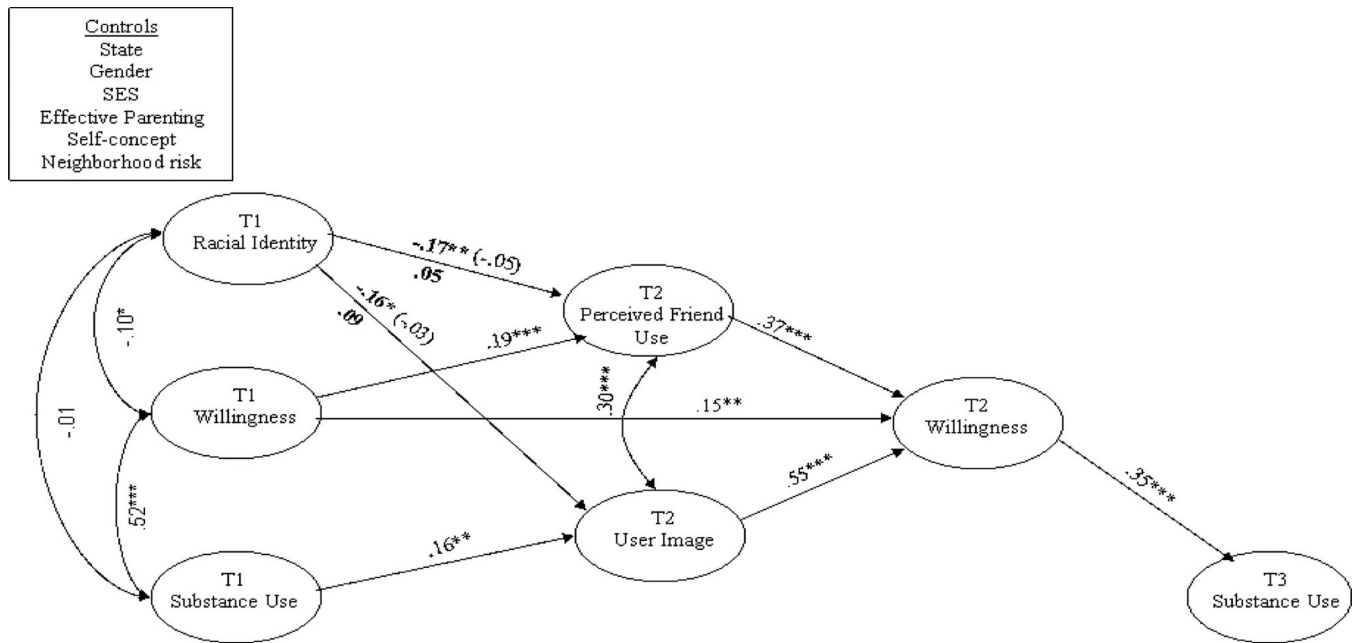 Controls
State
Gender
SES
Effective Parenting
Self-concept
Neighborhood risk
T1
Racial Identity
-.17** (-.05)
.05
-.16* (-.03)
.09
T2
Perceived Friend
Use
-.10*
.19***
.37***
-.01
T1
Willingness
.30***
.15**
T2
Willingness
.52***
.55***
.35***
T2
User Image
.16**
T1
Substance Use
T3
Substance Use